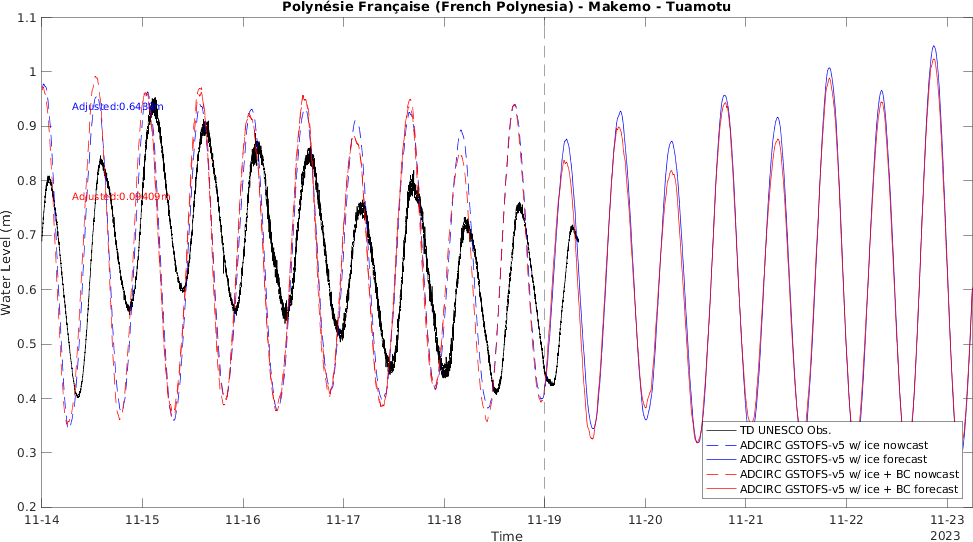 Polynésie Française (French Polynesia) - Makemo - Tuamotu
1.1
1
0.9
0.8
0.7
0.6
0.5
0.4
0.3
0.2
Water Level (m)
Adjusted:0.09409m
TD UNESCO Obs.
ADCIRC GSTOFS-v5 w/ ice nowcast
ADCIRC GSTOFS-v5 w/ ice forecast
ADCIRC GSTOFS-v5 w/ ice + BC nowcast
ADCIRC GSTOFS-v5 w/ ice + BC forecast
11-14 11-15 11-16 11-17 11-18 11-19 11-20 11-21 11-22 11-23
2023
Time